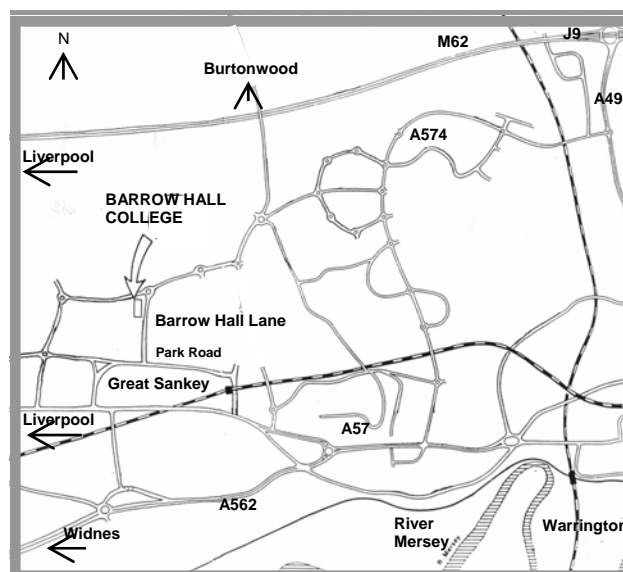 J9
M62
N
Burtonwood
A49
A574
Liverpool
BARROW HALL
COLLEGE
Barrow Hall Lane
Park Road
Great Sankey
Liverpool
A57
A562
River
Mersey
R. Mersey
Warrington
Widnes